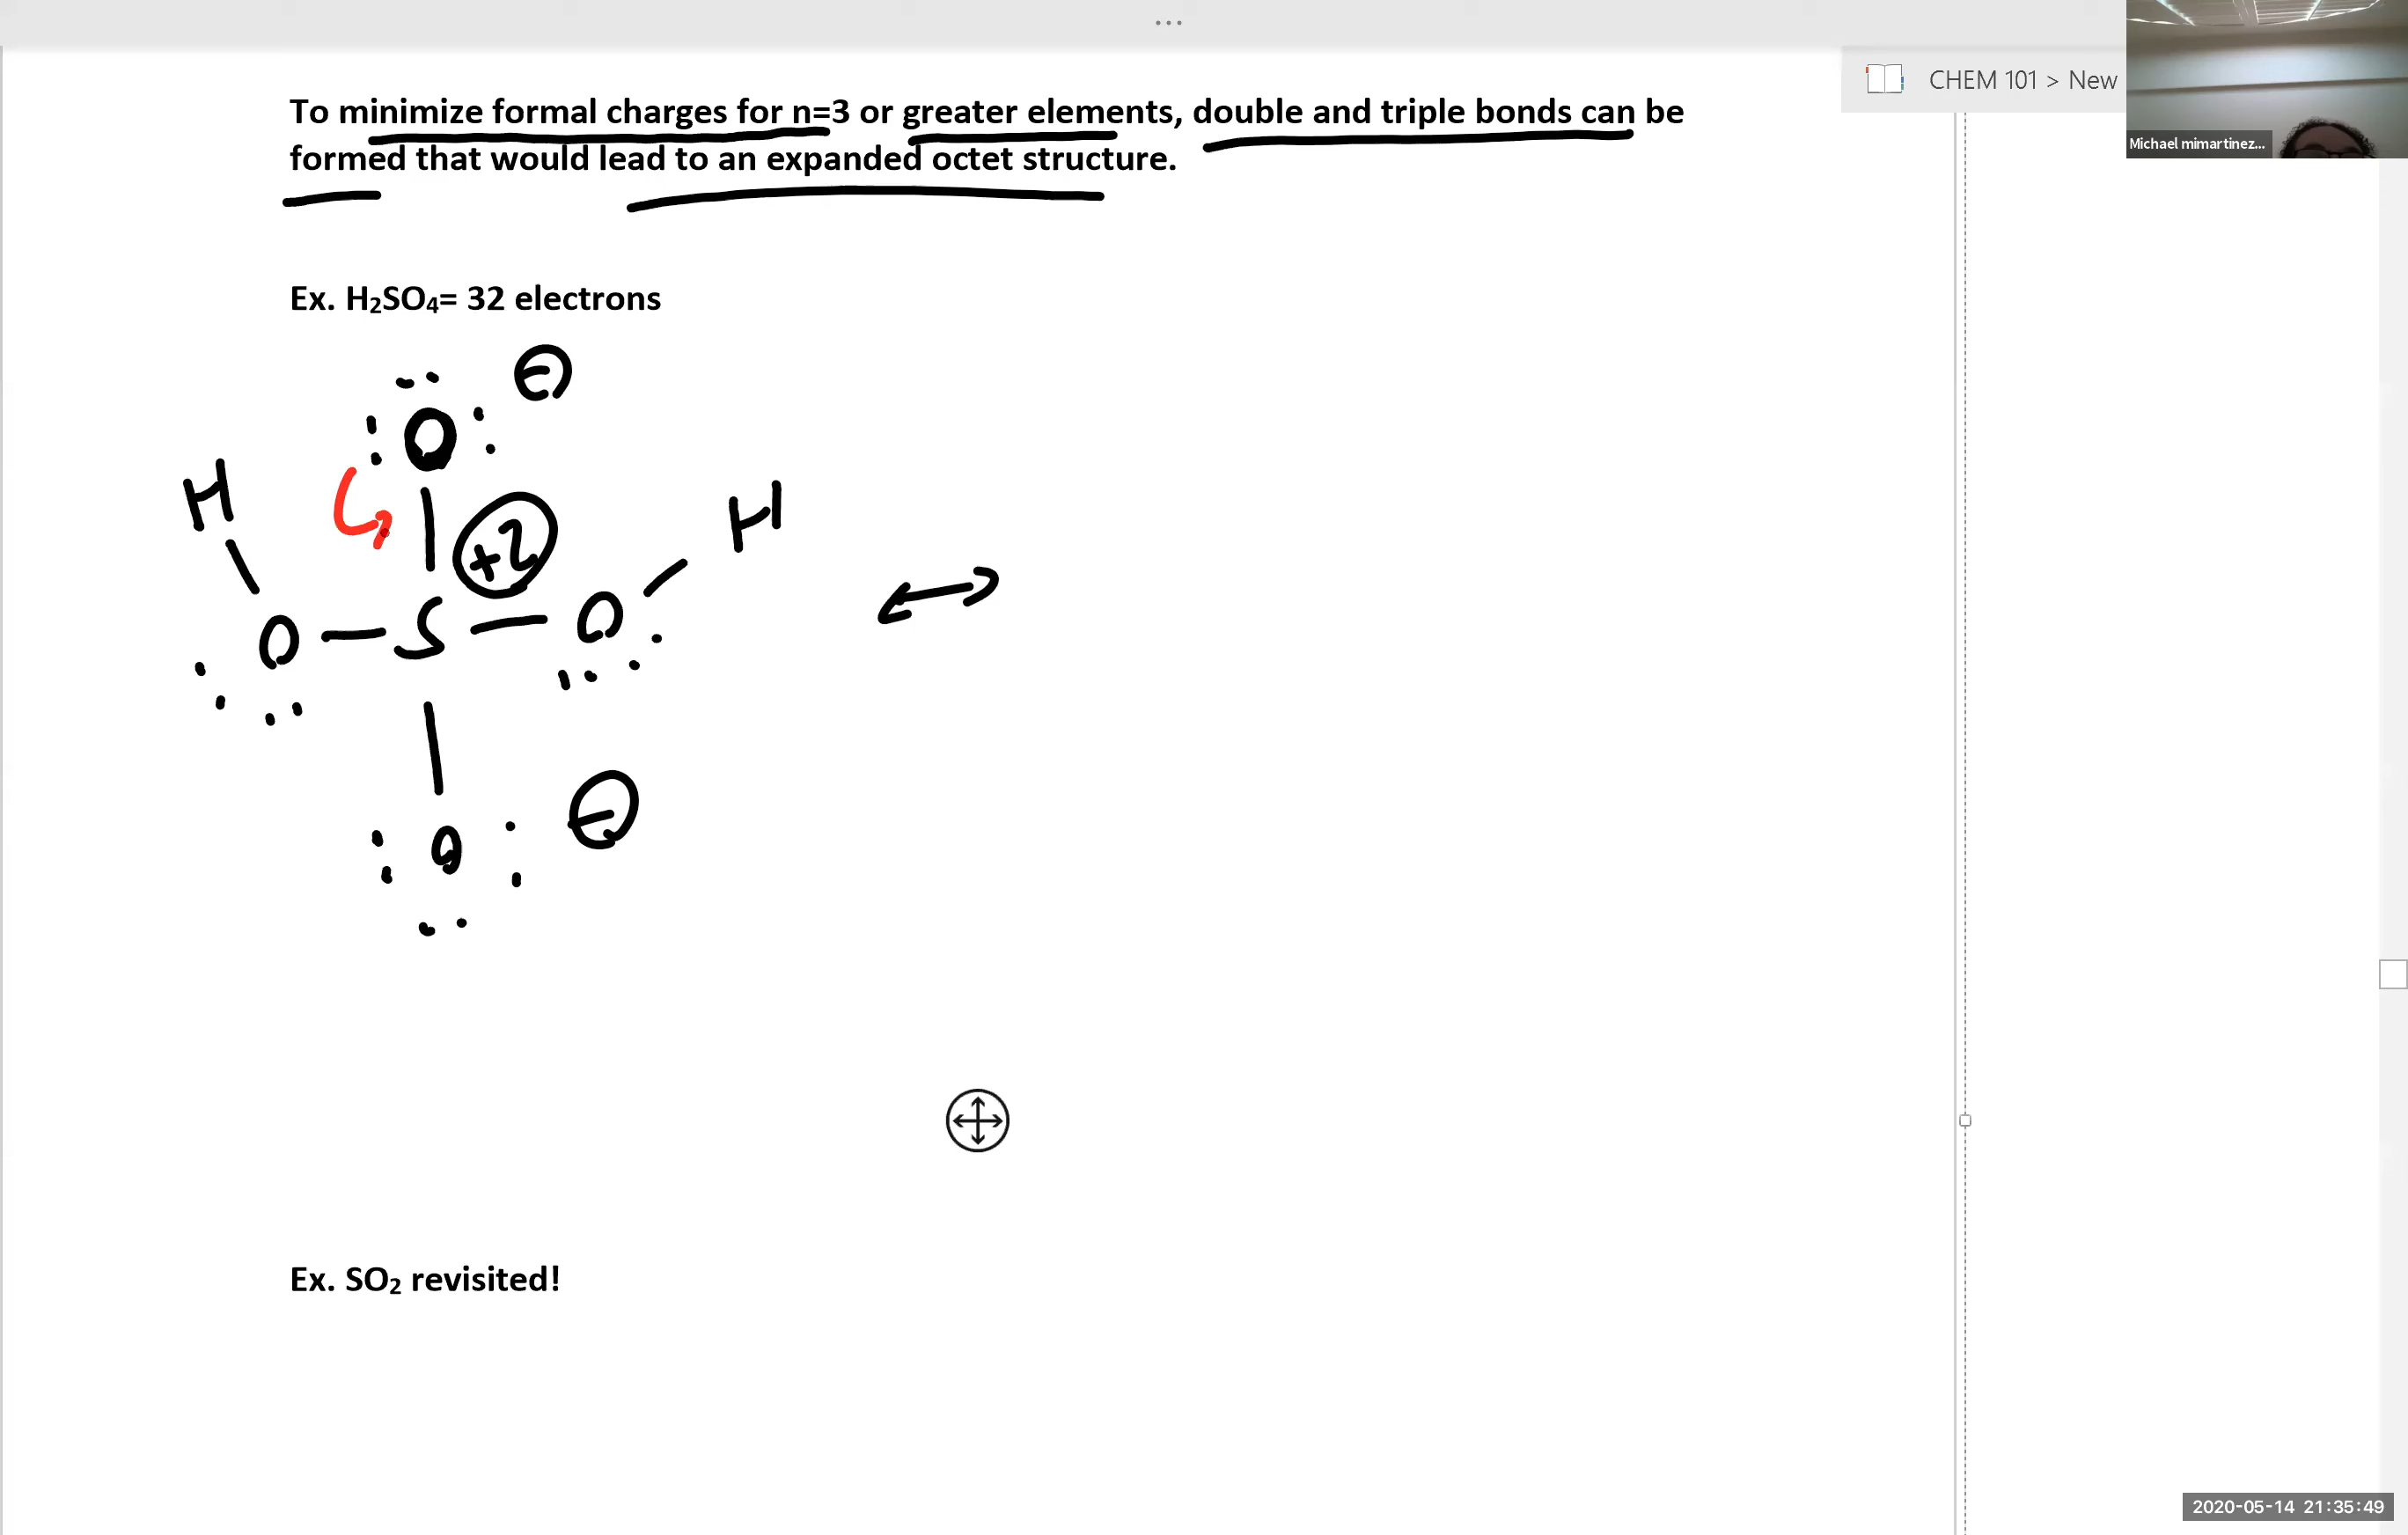 CHEM 101 > New
Michael mimartinez...
To minimize formal charges for n=3 or greater elements, double and triple bonds can be
formed that would lead to an expanded octet structure.
Ex. H₂SO₄= 32 electrons
⊖
O
H
H
+2
O — S — O
O
⊖
Ex. SO₂ revisited!
2020-05-14 21:35:49